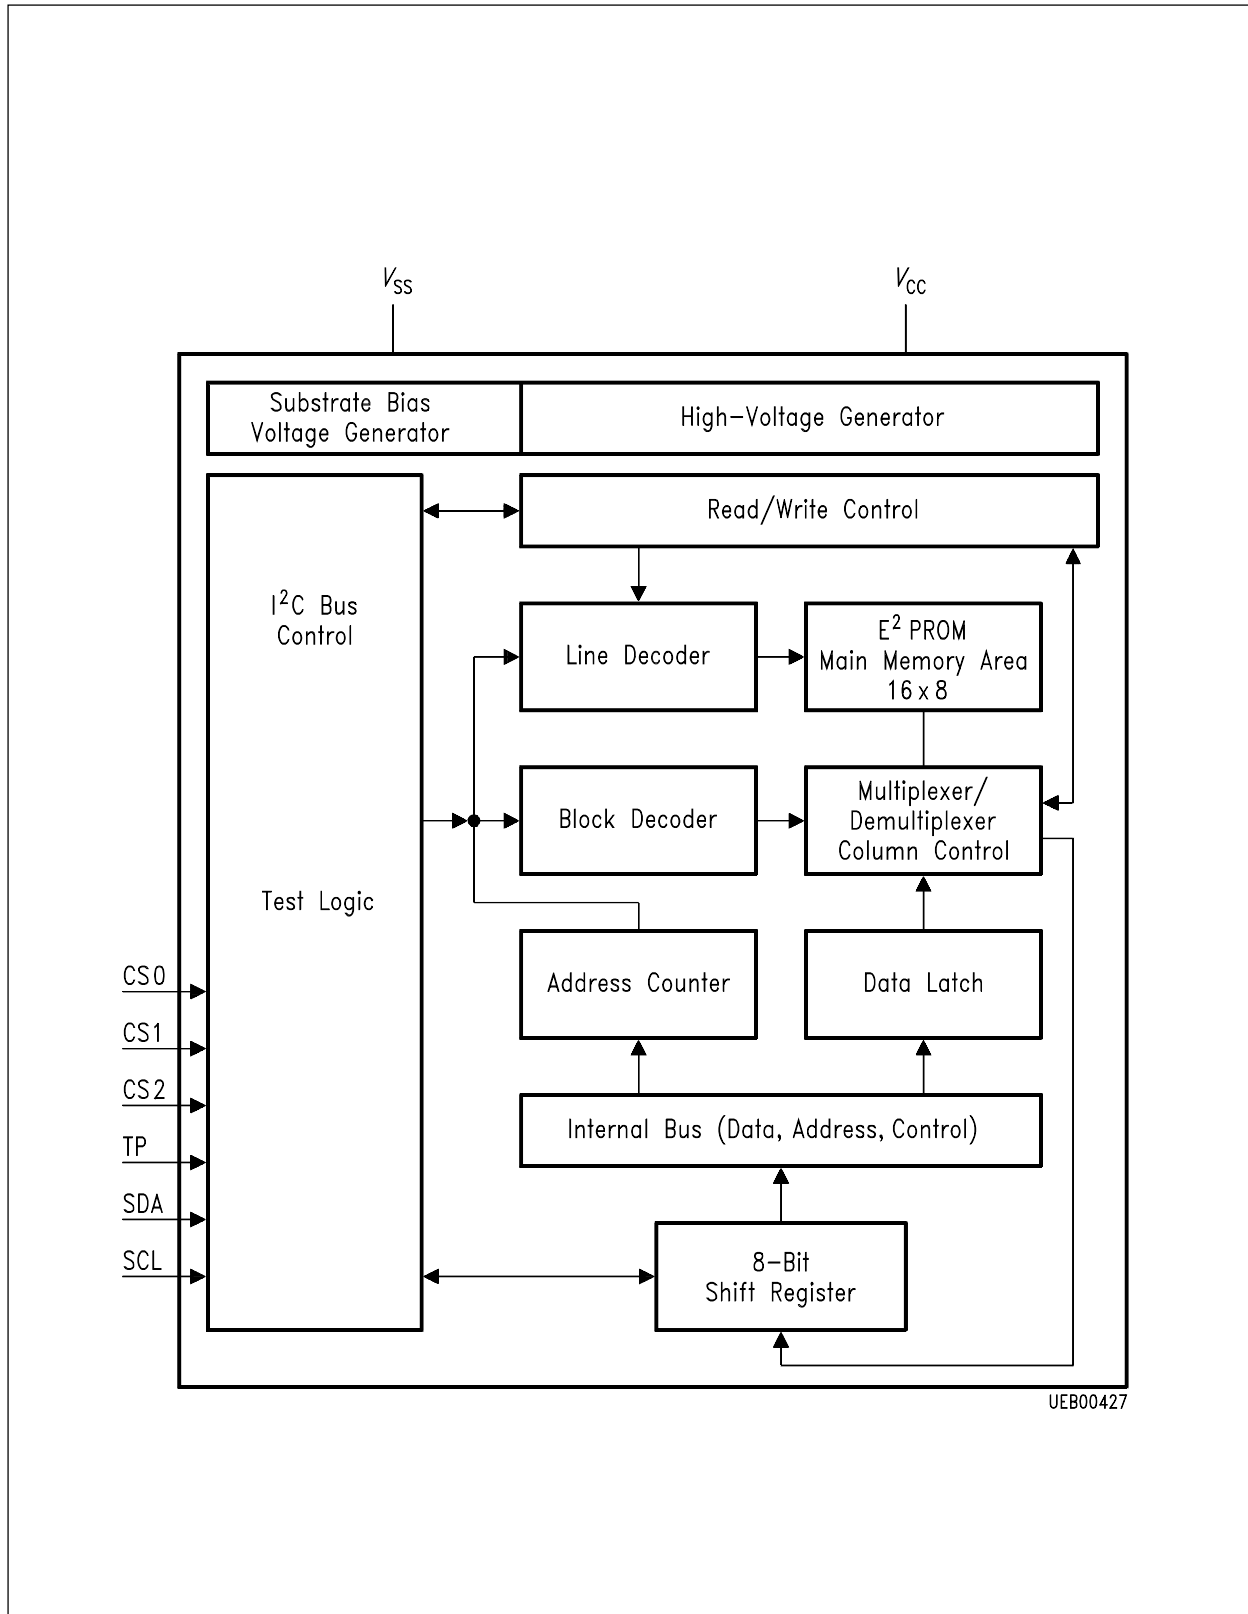 V_SS
V_CC
Substrate Bias
Voltage Generator
High-Voltage Generator
Read/Write Control
I²C Bus
Control
Line Decoder
E² PROM
Main Memory Area
16 x 8
Block Decoder
Multiplexer/
Demultiplexer
Column Control
Test Logic
CS0
CS1
CS2
TP
SDA
SCL
Address Counter
Data Latch
Internal Bus (Data, Address, Control)
8-Bit
Shift Register
UEB00427